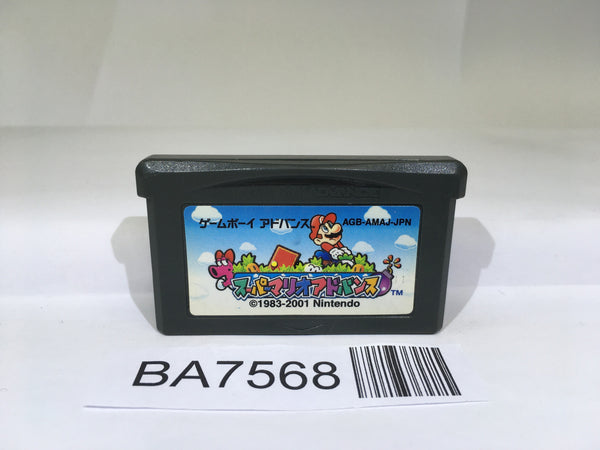 ゲームボーイ アドバンス AGB-AMAJ-JPN
スーパーマリオアドバンス TM
©1983-2001 Nintendo
BA7568